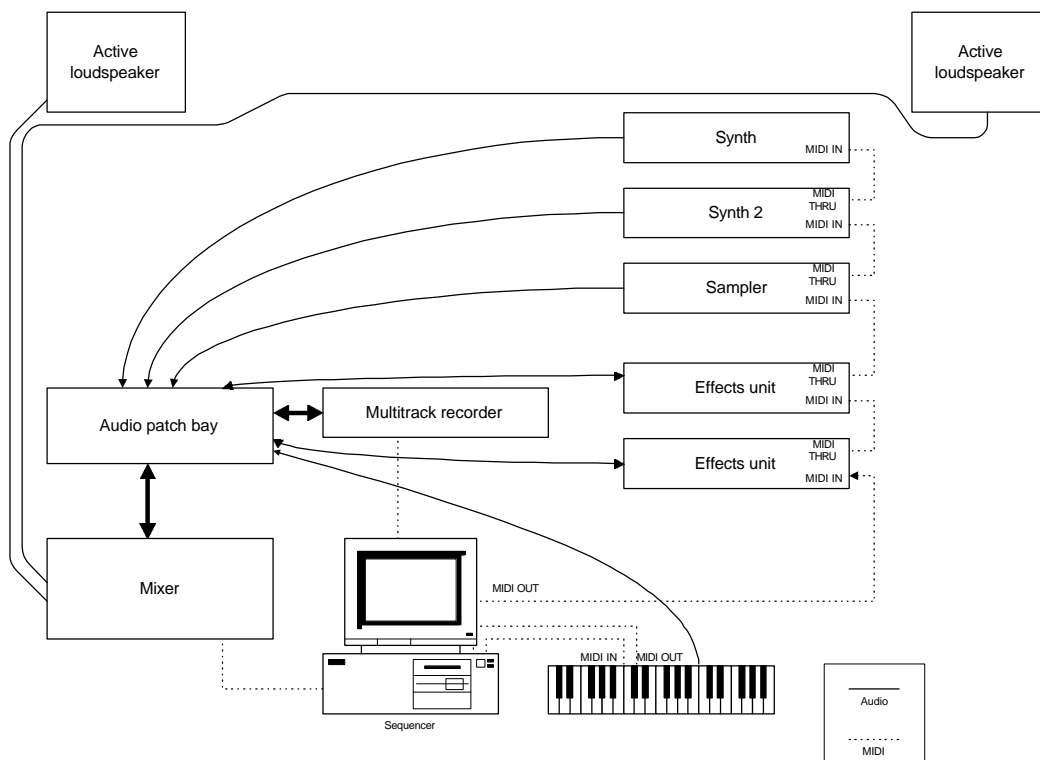 Active
loudspeaker
Active
loudspeaker
Synth
MIDI IN
MIDI
THRU
Synth 2
MIDI IN
MIDI
THRU
Sampler
MIDI IN
MIDI
THRU
Effects unit
MIDI IN
Audio patch bay
Multitrack recorder
MIDI
THRU
Effects unit
MIDI IN
Mixer
MIDI OUT
MIDI IN
MIDI OUT
Sequencer
Audio
MIDI